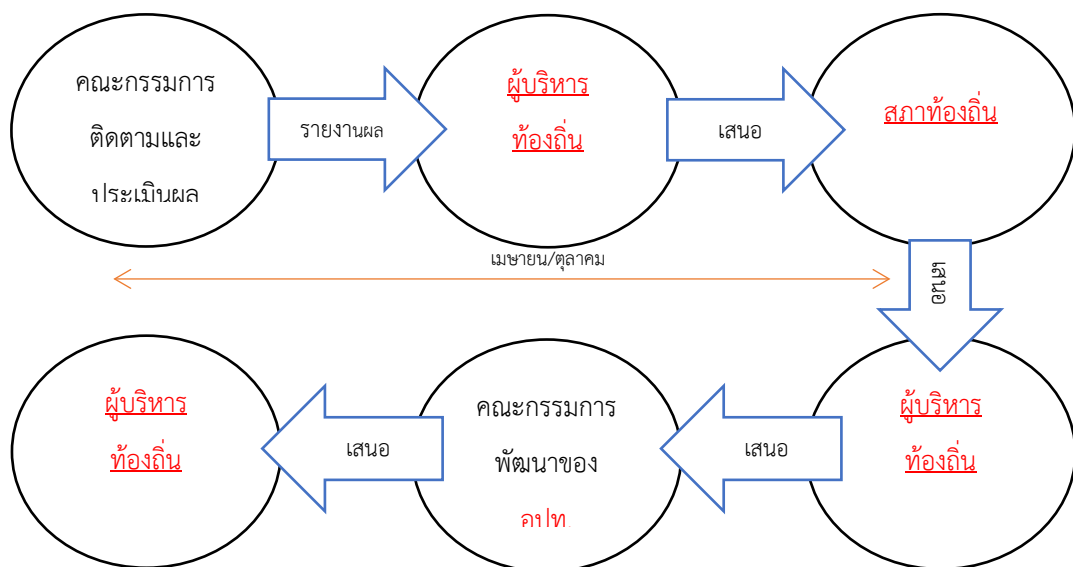 คณะกรรมการ
ติดตามและ
ประเมินผล
รายงานผล
ผู้บริหาร
ท้องถิ่น
เสนอ
สภาท้องถิ่น
เมษายน/ตุลาคม
เสนอ
ผู้บริหาร
ท้องถิ่น
เสนอ
คณะกรรมการ
พัฒนาของ
อปท
เสนอ
ผู้บริหาร
ท้องถิ่น